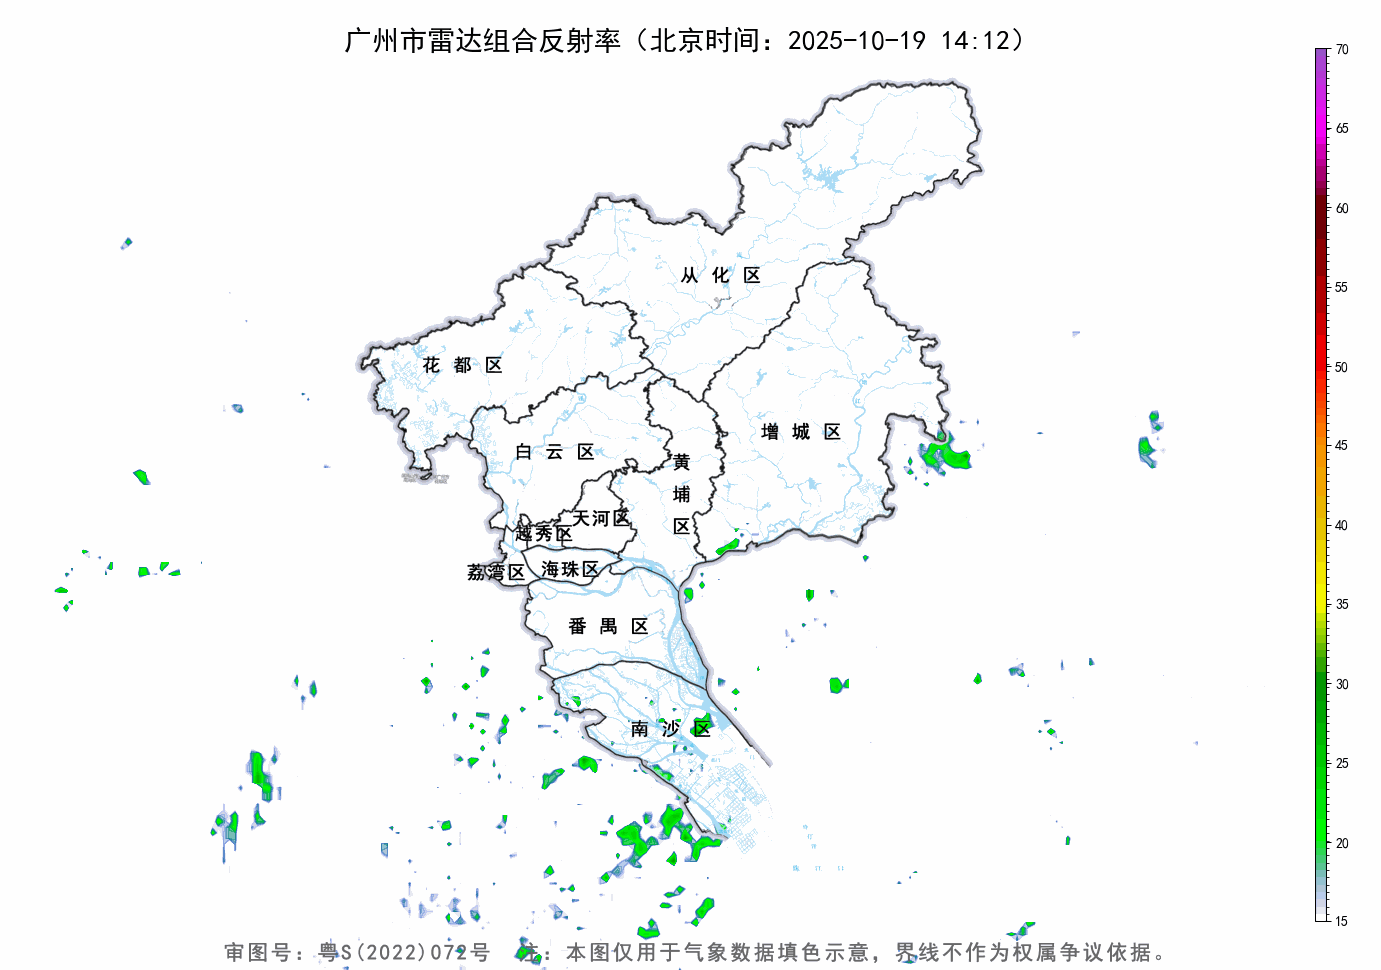 广州市雷达组合反射率（北京时间：2025-10-19 14:12）
70
65
60
55
50
45
40
35
30
25
20
15
从化区
花都区
增城区
白云区
黄埔区
天河区
越秀区
海珠区
荔湾区
番禺区
南沙区
审图号：粤S(2022)072号 注：本图仅用于气象数据填色示意，界线不作为权属争议依据。